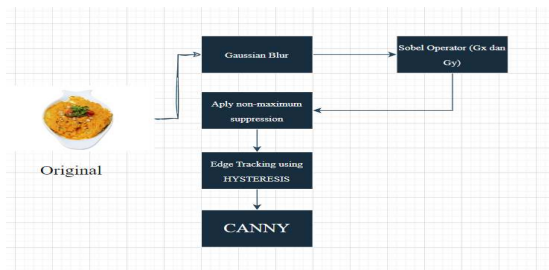 Gaussian Blur
Sobel Operator (Gx dan
Gy)
Aply non-maximum
suppression
Original
Edge Tracking using
HYSTERESIS
CANNY